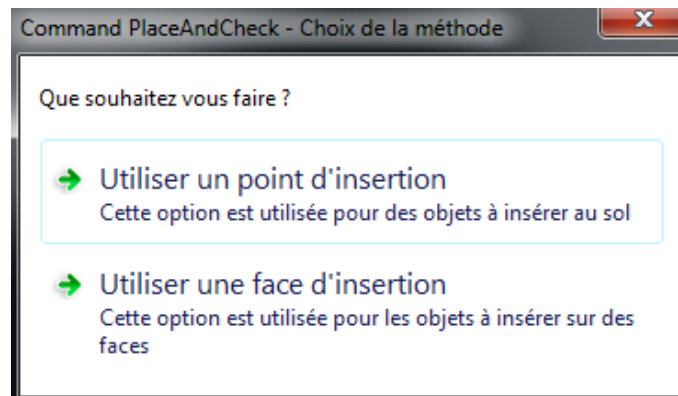 Command PlaceAndCheck - Choix de la méthode
Que souhaitez vous faire ?
Utiliser un point d'insertion
Cette option est utilisée pour des objets à insérer au sol
Utiliser une face d'insertion
Cette option est utilisée pour les objets à insérer sur des
faces